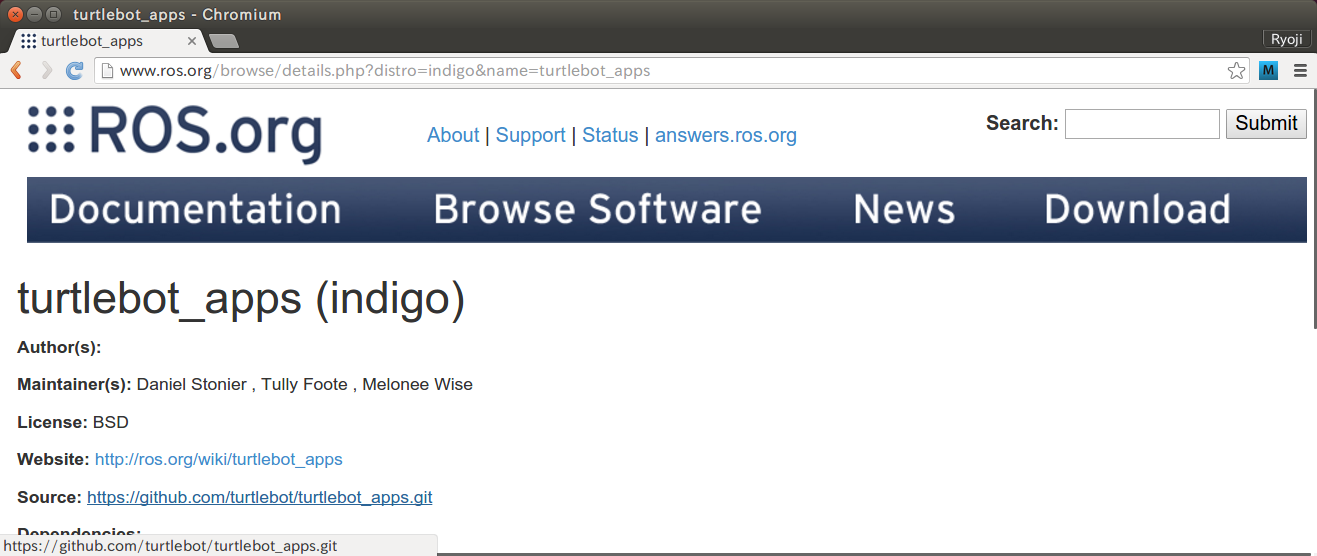 turtlebot_apps - Chromium
turtlebot_apps
Ryoji
www.ros.org/browse/details.php?distro=indigo&name=turtlebot_apps
M
ROS.org
About | Support | Status | answers.ros.org
Search:
Submit
Documentation Browse Software News Download
turtlebot_apps (indigo)
Author(s):
Maintainer(s): Daniel Stonier , Tully Foote , Melonee Wise
License: BSD
Website: http://ros.org/wiki/turtlebot_apps
Source: https://github.com/turtlebot/turtlebot_apps.git
Dependencies:
https://github.com/turtlebot/turtlebot_apps.git